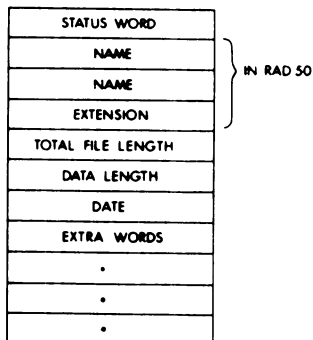 STATUS WORD
NAME
NAME
IN RAD 50
EXTENSION
TOTAL FILE LENGTH
DATA LENGTH
DATE
EXTRA WORDS
.
.
.